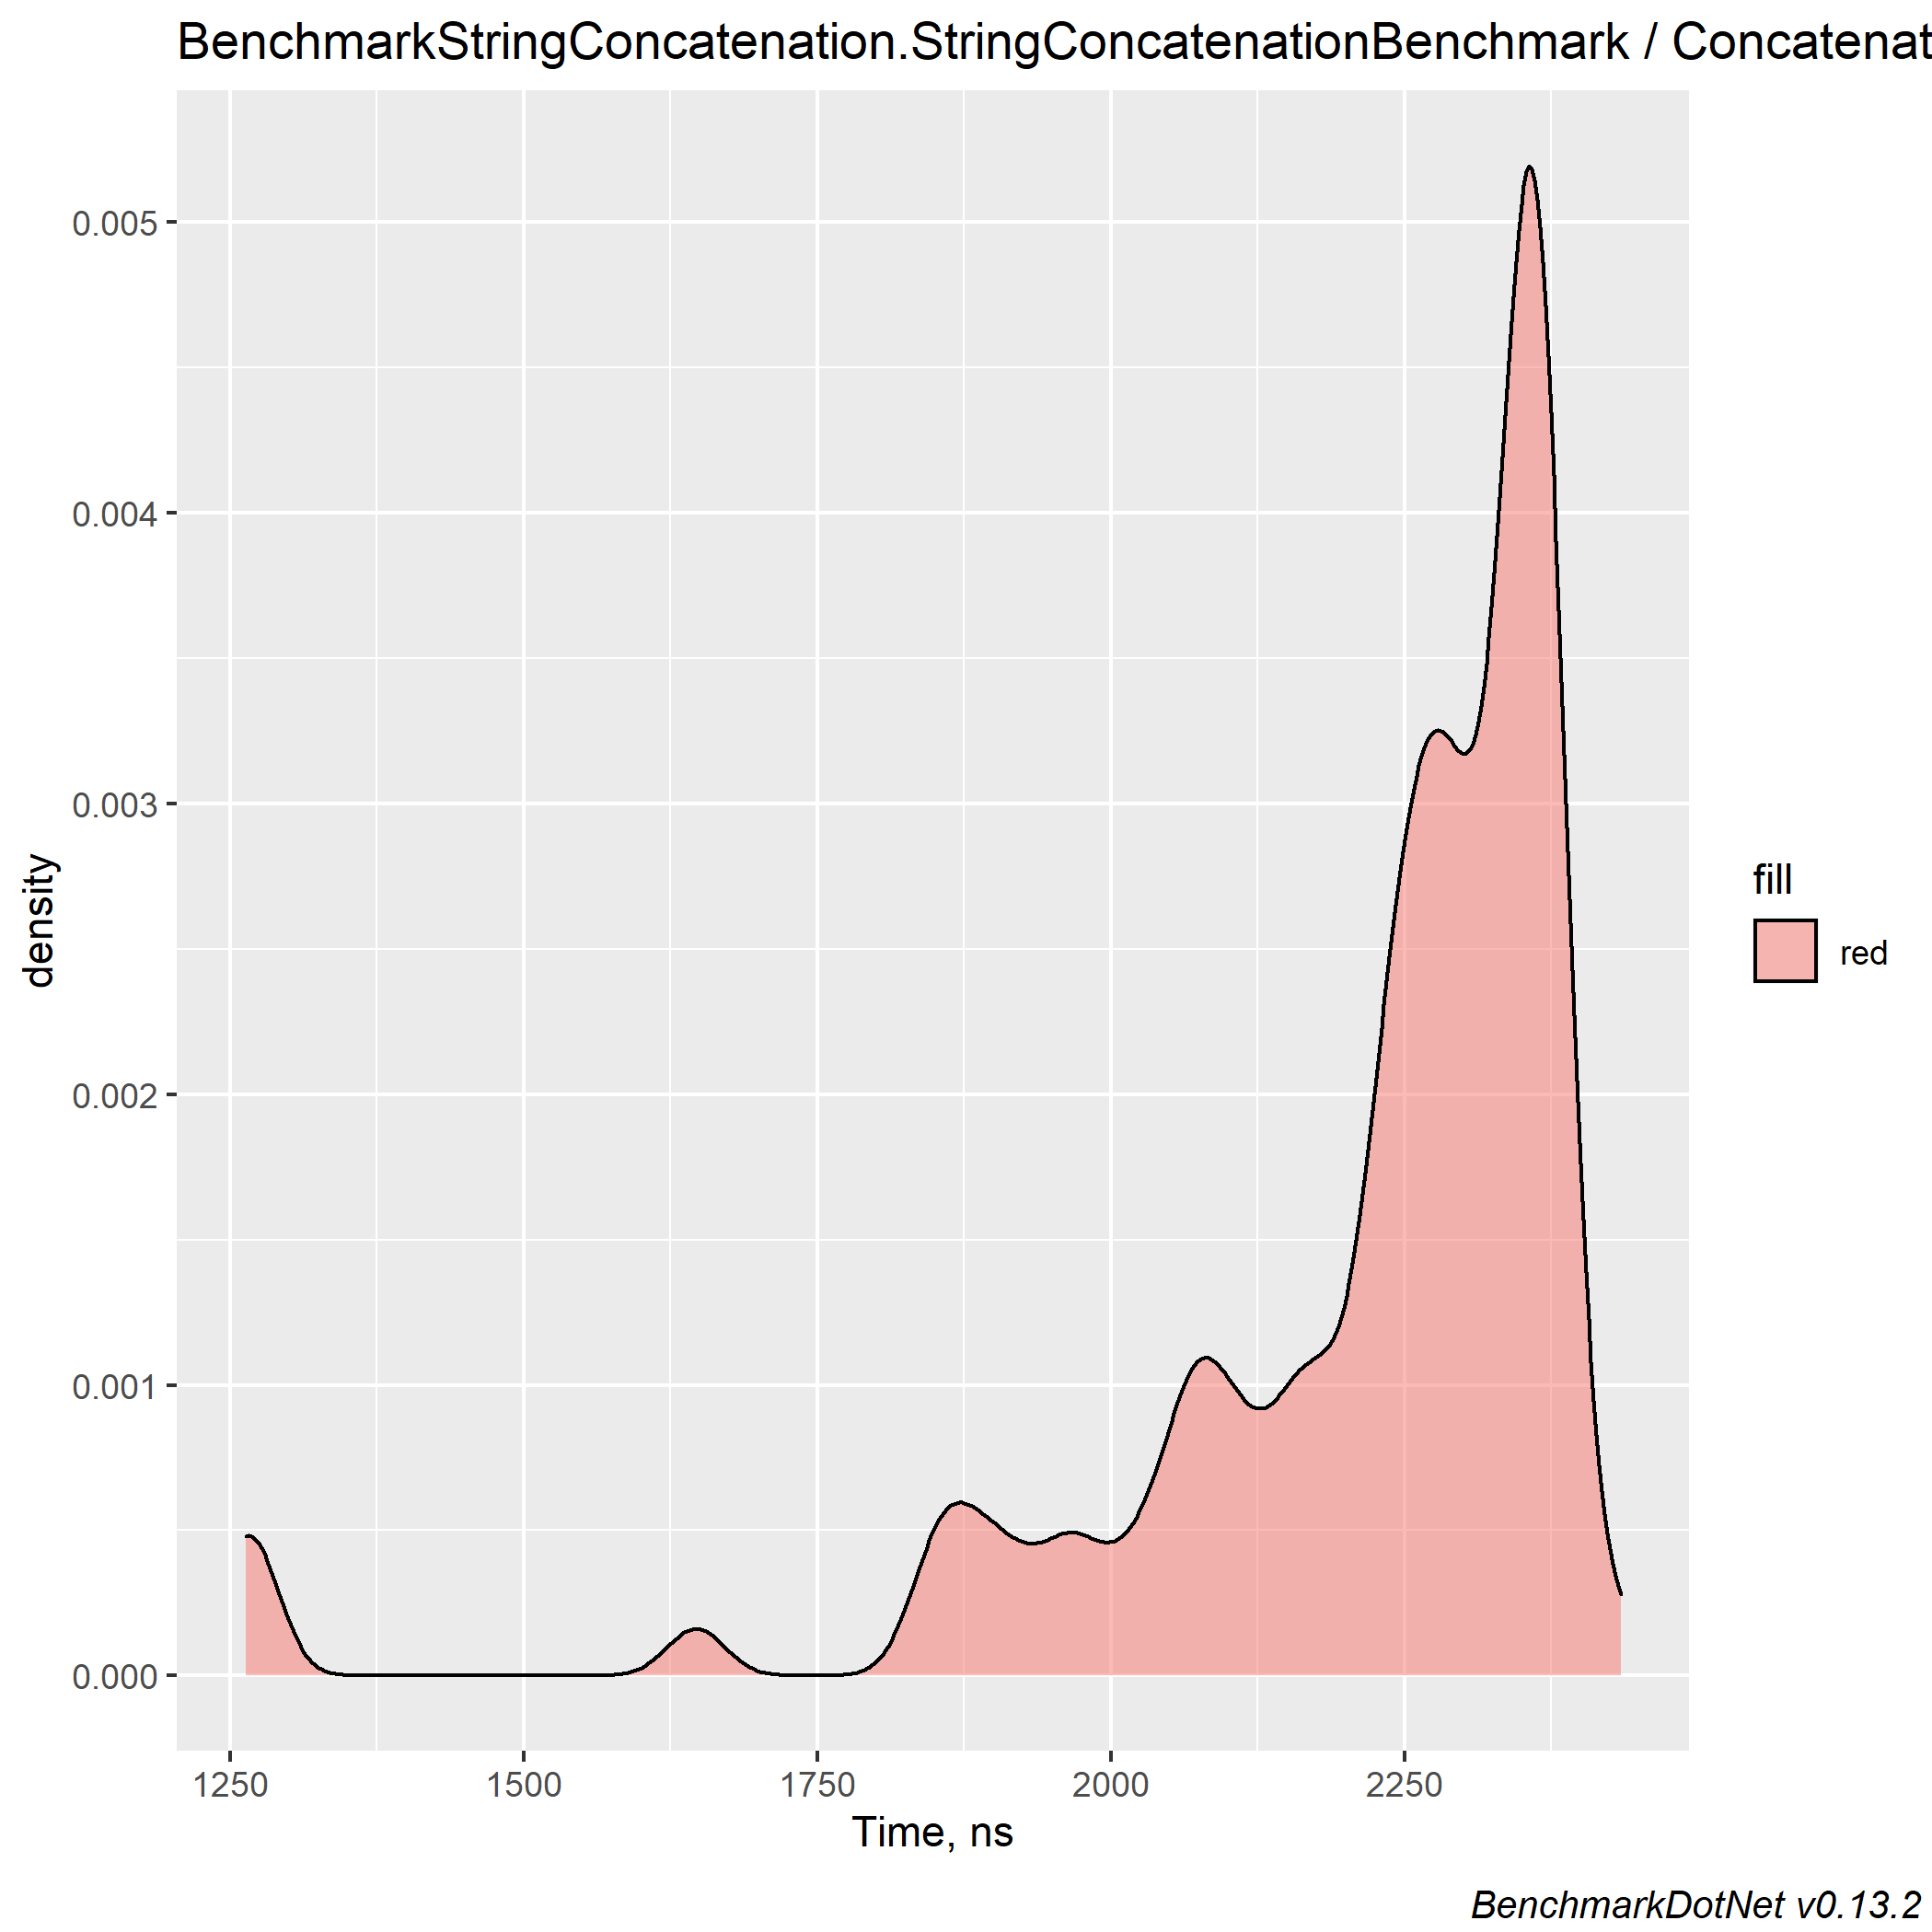 BenchmarkStringConcatenation.StringConcatenationBenchmark / Concatenat
0.005
0.004
0.003
0.002
0.001
0.000
density
1250 1500 1750 2000 2250
Time, ns
fill
red
BenchmarkDotNet v0.13.2